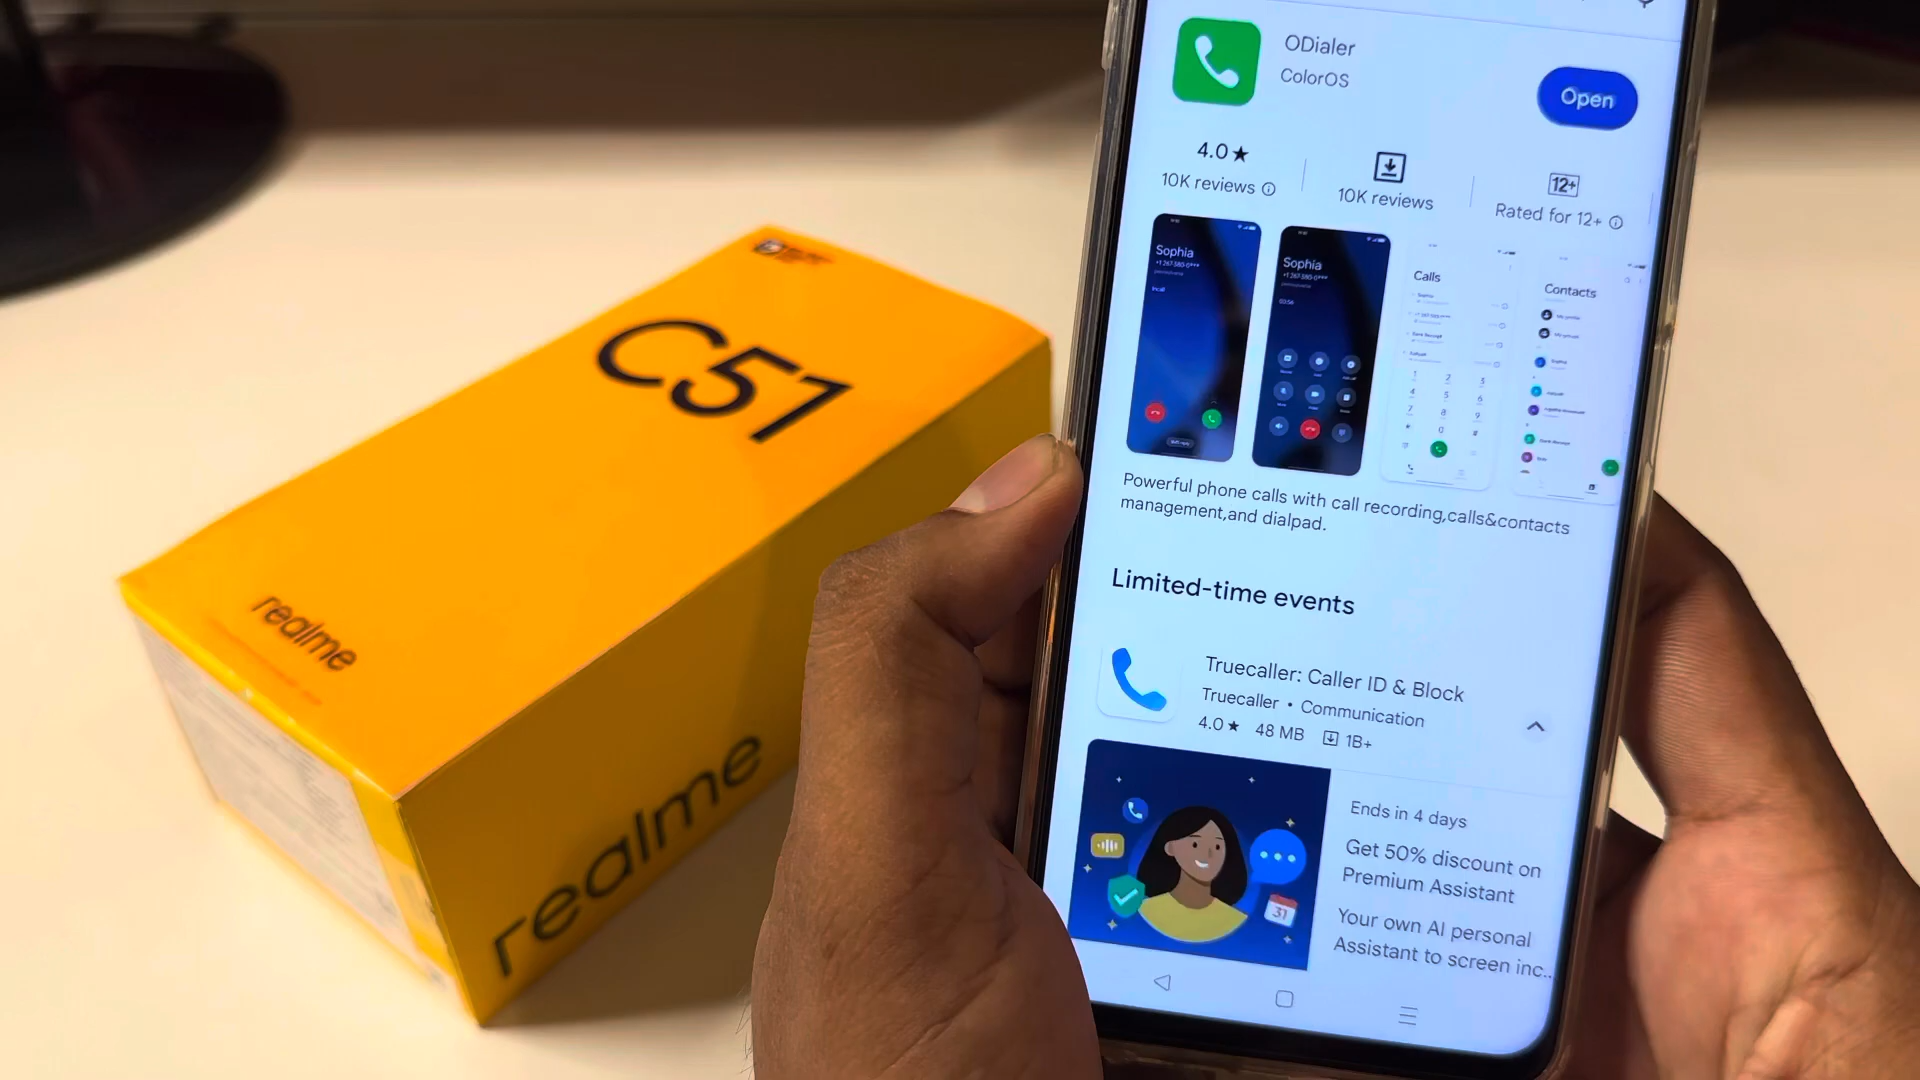 C51
realme
realme
ODialer
ColorOS
Open
4.0 ★
10K reviews
10K reviews
12+
Rated for 12+
Sophia
Sophia
Calls
Contacts
Powerful phone calls with call recording,calls&contacts
management,and dialpad.
Limited-time events
Truecaller: Caller ID & Block
Truecaller • Communication
4.0 ★ 48 MB 1B+
31
Ends in 4 days
Get 50% discount on
Premium Assistant
Your own AI personal
Assistant to screen inc...